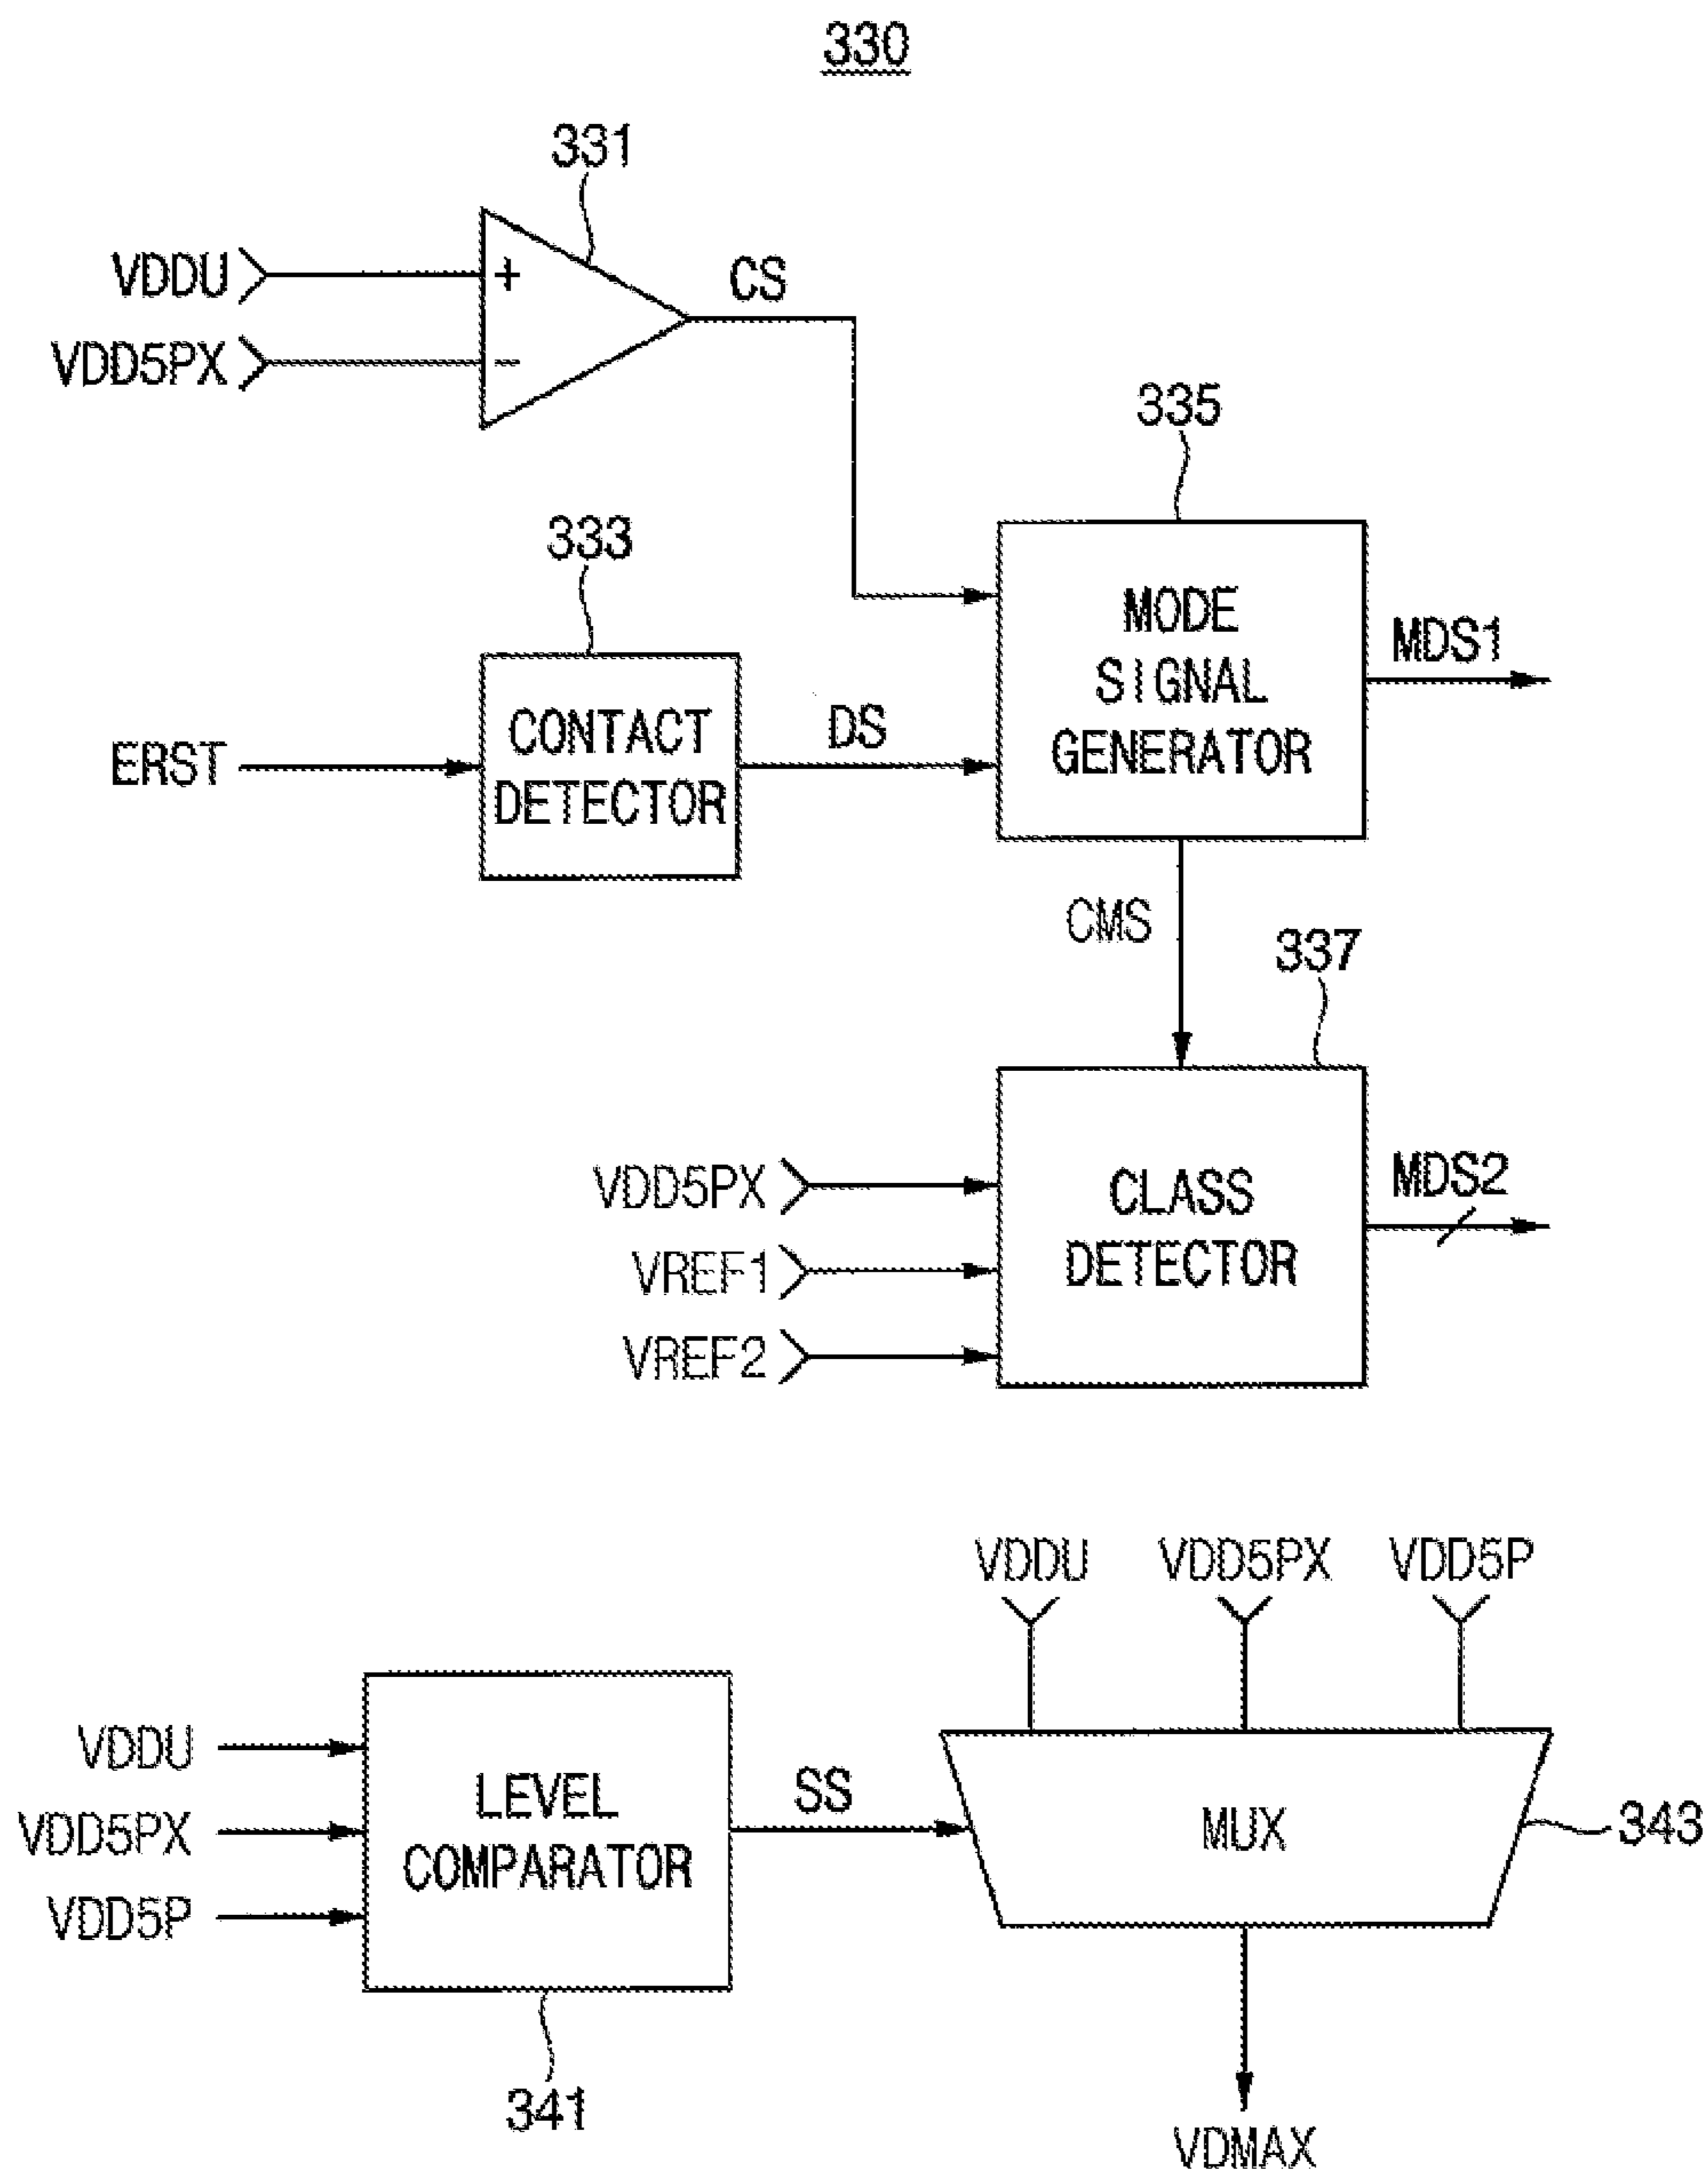 330
331
VDDU
+
CS
VDD5PX
-
335
333
MODE
SIGNAL
GENERATOR
MDS1
CONTACT
DETECTOR
ERST
DS
CMS
337
VDD5PX
VREF1
VREF2
CLASS
DETECTOR
MDS2
VDDU VDD5PX VDD5P
VDDU
VDD5PX
VDD5P
LEVEL
COMPARATOR
SS
MUX
343
341
VDMAX